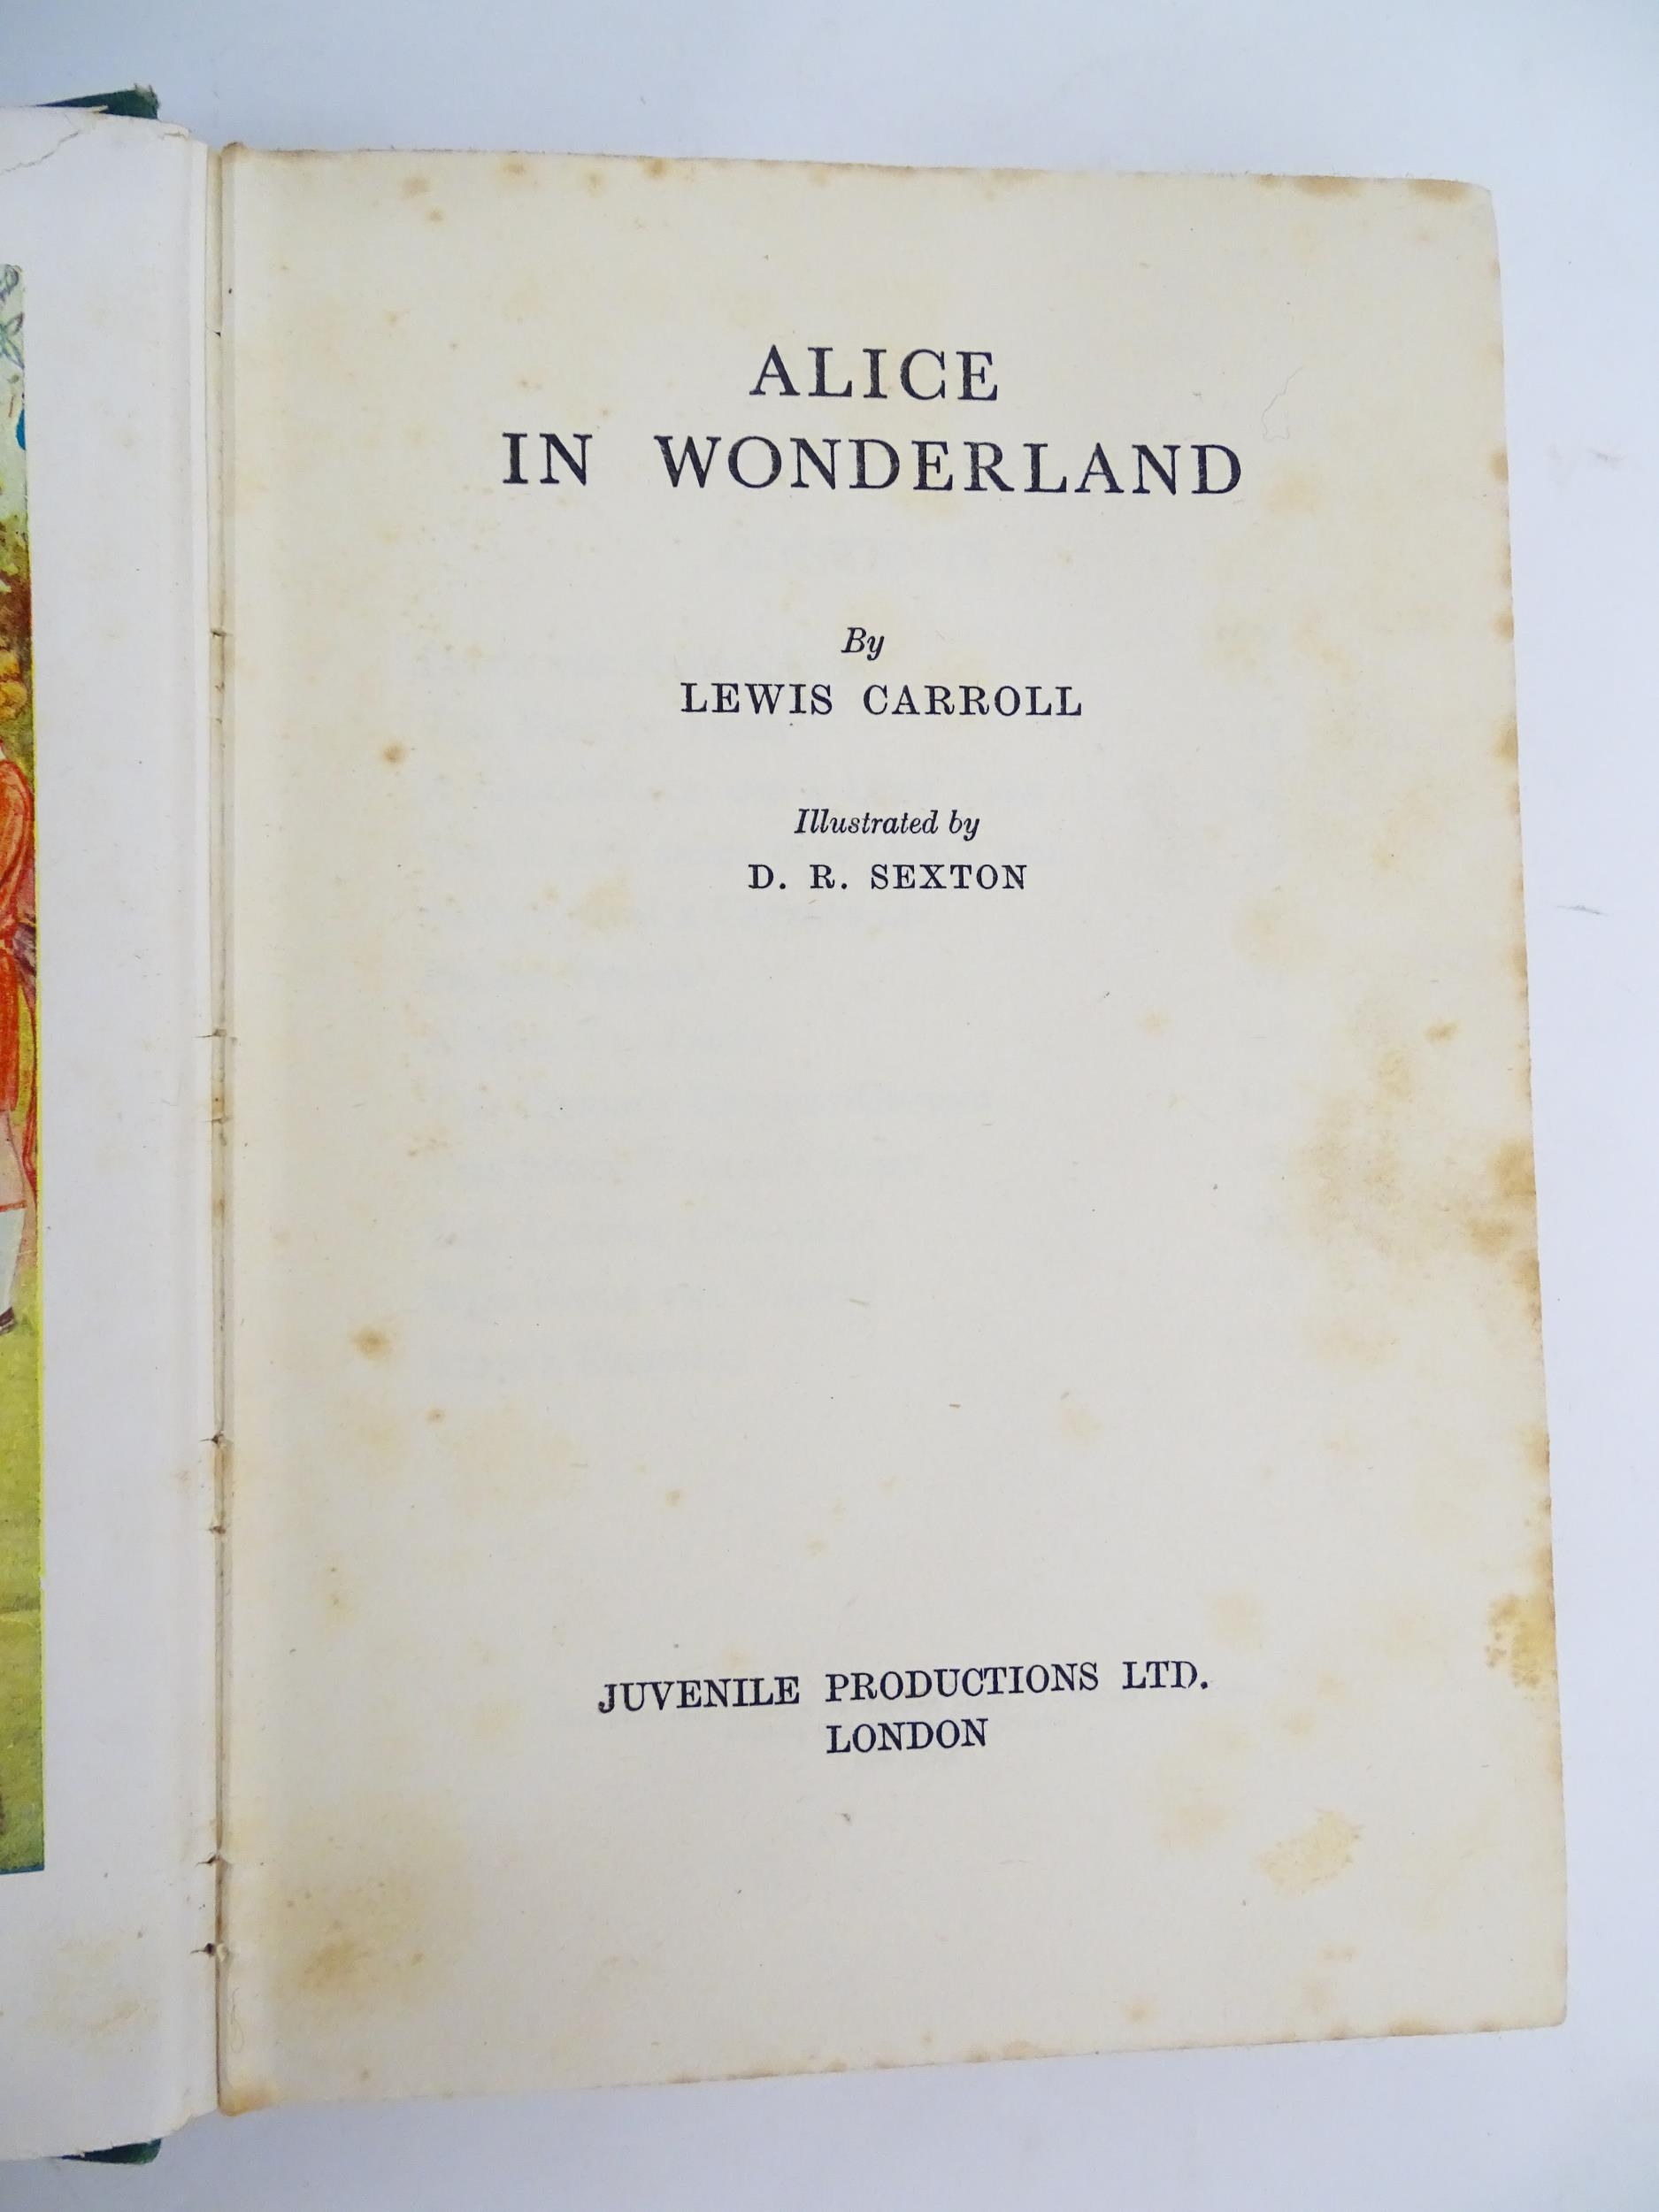 ALICE
IN WONDERLAND
By
LEWIS CARROLL
Illustrated by
D. R. SEXTON
JUVENILE PRODUCTIONS LTD.
LONDON